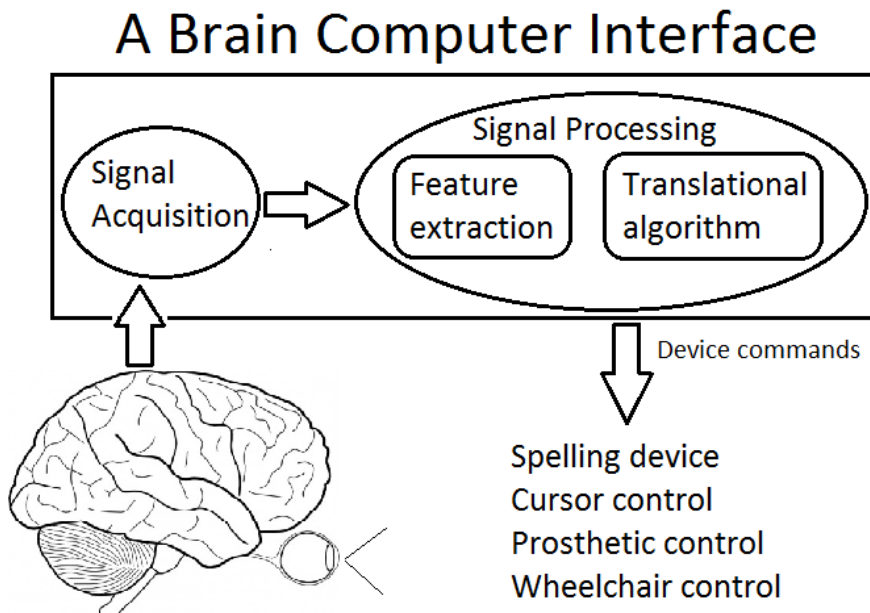 A Brain Computer Interface
Signal Processing
Signal
Acquisition
Feature
extraction
Translational
algorithm
Device commands
Spelling device
Cursor control
Prosthetic control
Wheelchair control